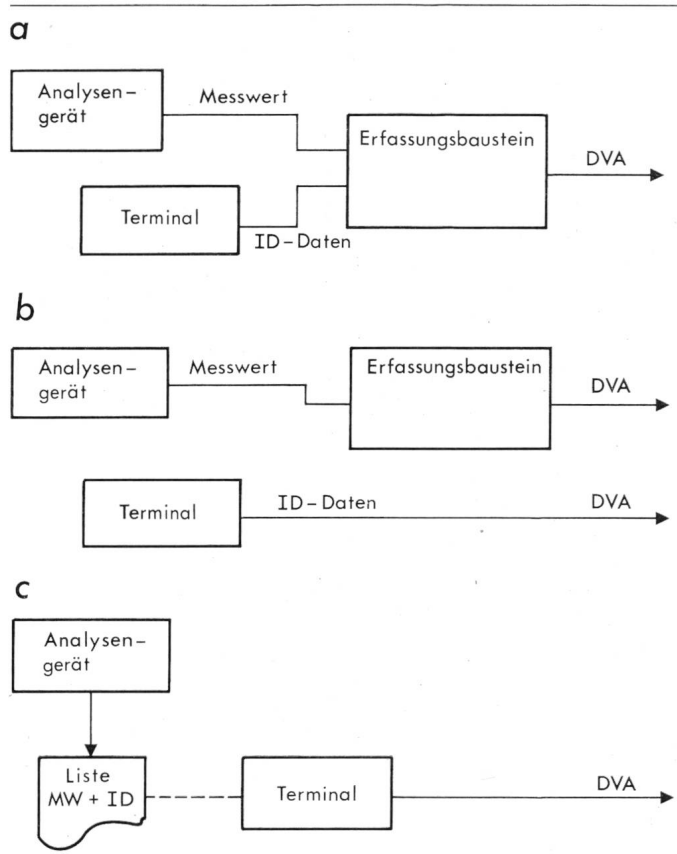 a
Analysen-
gerät
Messwert
Erfassungsbaustein
DVA
Terminal
ID-Daten
b
Analysen-
gerät
Messwert
Erfassungsbaustein
DVA
Terminal
ID-Daten
DVA
c
Analysen-
gerät
Liste
MW + ID
Terminal
DVA